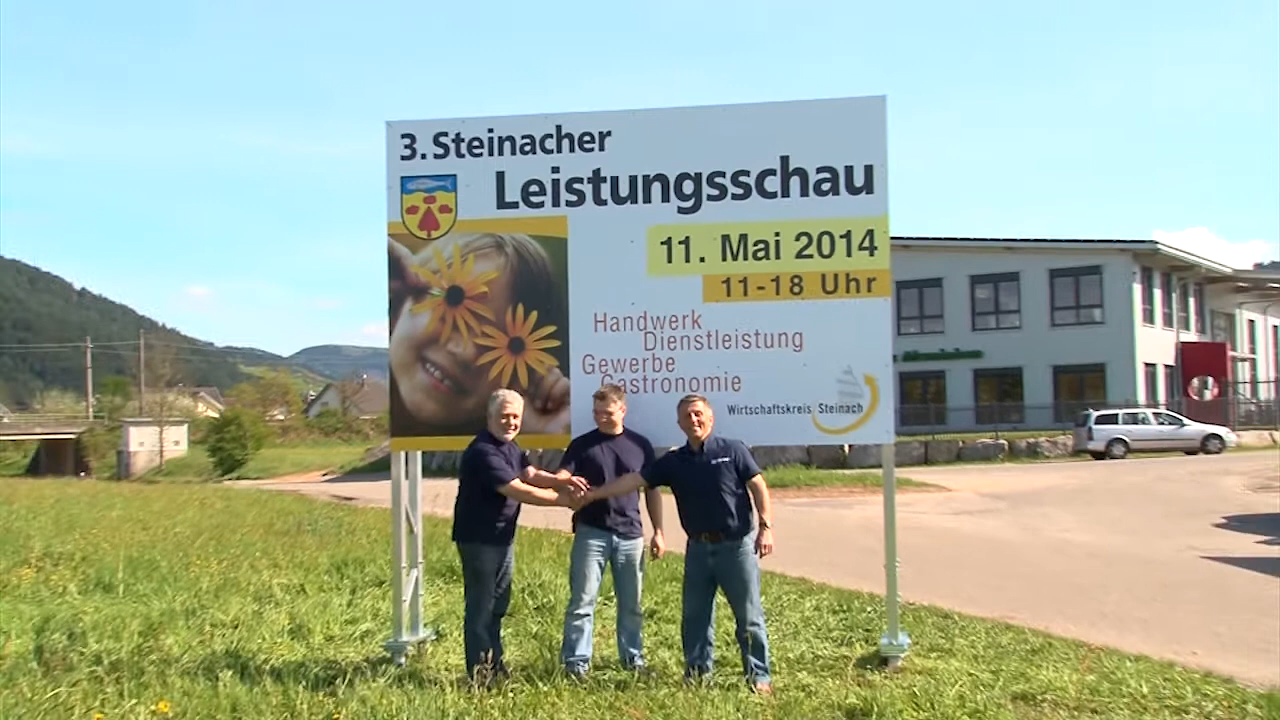 3. Steinacher
Leistungsschau
11. Mai 2014
11-18 Uhr
Handwerk
Dienstleistung
Gewerbe
Gastronomie
Wirtschaftskreis Steinach